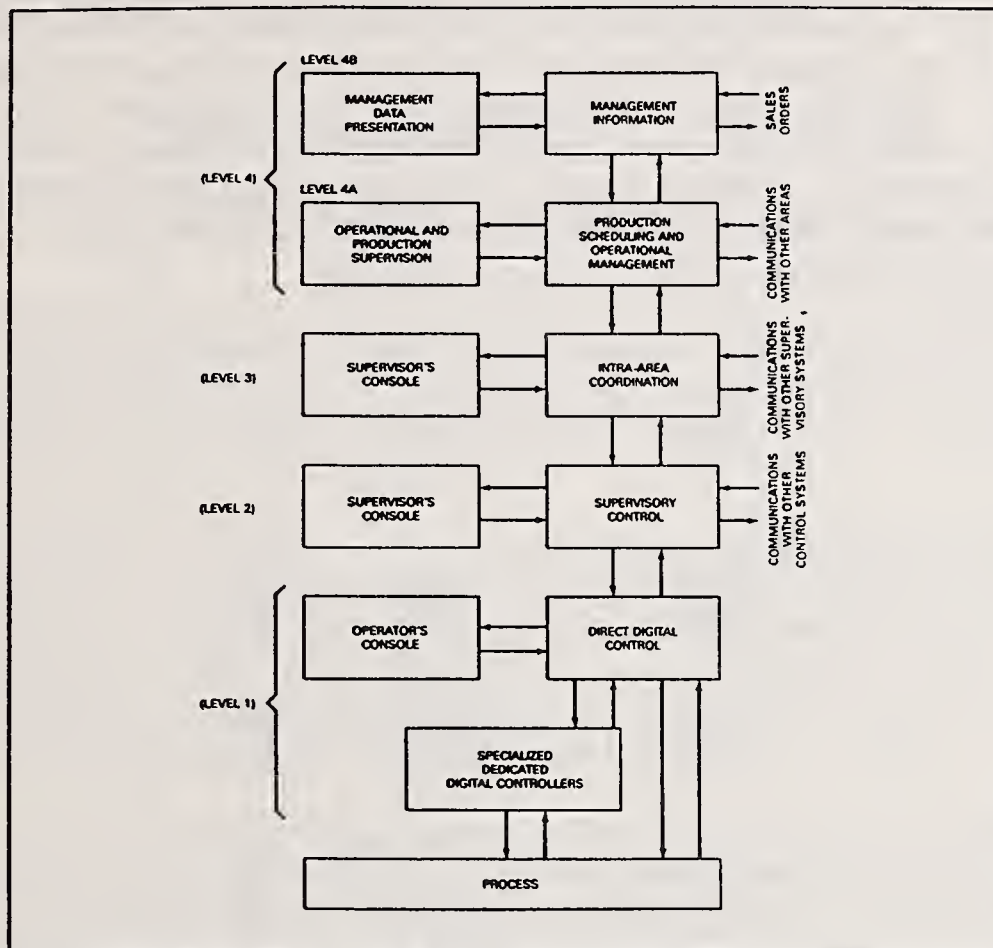 LEVEL 4B
MANAGEMENT
DATA
PRESENTATION
MANAGEMENT
INFORMATION
SALES
ORDERS
(LEVEL 4)
LEVEL 4A
OPERATIONAL AND
PRODUCTION
SUPERVISION
PRODUCTION
SCHEDULING AND
OPERATIONAL
MANAGEMENT
COMMUNICATIONS
WITH OTHER AREAS
(LEVEL 3)
SUPERVISOR'S
CONSOLE
INTRA-AREA
COORDINATION
COMMUNICATIONS
WITH OTHER SUPER-
VISORY SYSTEMS
(LEVEL 2)
SUPERVISOR'S
CONSOLE
SUPERVISORY
CONTROL
COMMUNICATIONS
WITH OTHER
CONTROL SYSTEMS
OPERATOR'S
CONSOLE
DIRECT DIGITAL
CONTROL
(LEVEL 1)
SPECIALIZED
DEDICATED
DIGITAL CONTROLLERS
PROCESS